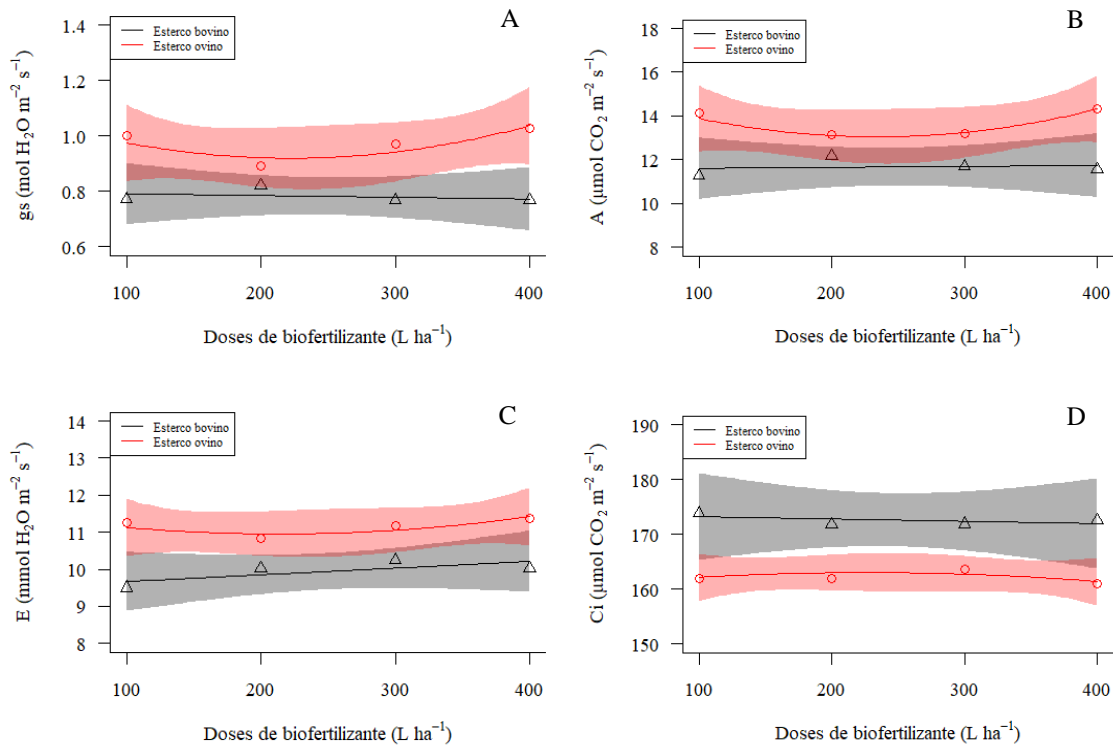 A
Esterco bovino
Esterco ovino
gs (mol H₂O m⁻² s⁻¹)
1.4
1.2
1.0
0.8
0.6
100 200 300 400
Doses de biofertilizante (L ha⁻¹)
B
Esterco bovino
Esterco ovino
A (µmol CO₂ m⁻² s⁻¹)
18
16
14
12
10
8
100 200 300 400
Doses de biofertilizante (L ha⁻¹)
C
Esterco bovino
Esterco ovino
E (mmol H₂O m⁻² s⁻¹)
14
13
12
11
10
9
8
100 200 300 400
Doses de biofertilizante (L ha⁻¹)
D
Esterco bovino
Esterco ovino
Ci (µmol CO₂ m⁻² s⁻¹)
190
180
170
160
150
100 200 300 400
Doses de biofertilizante (L ha⁻¹)